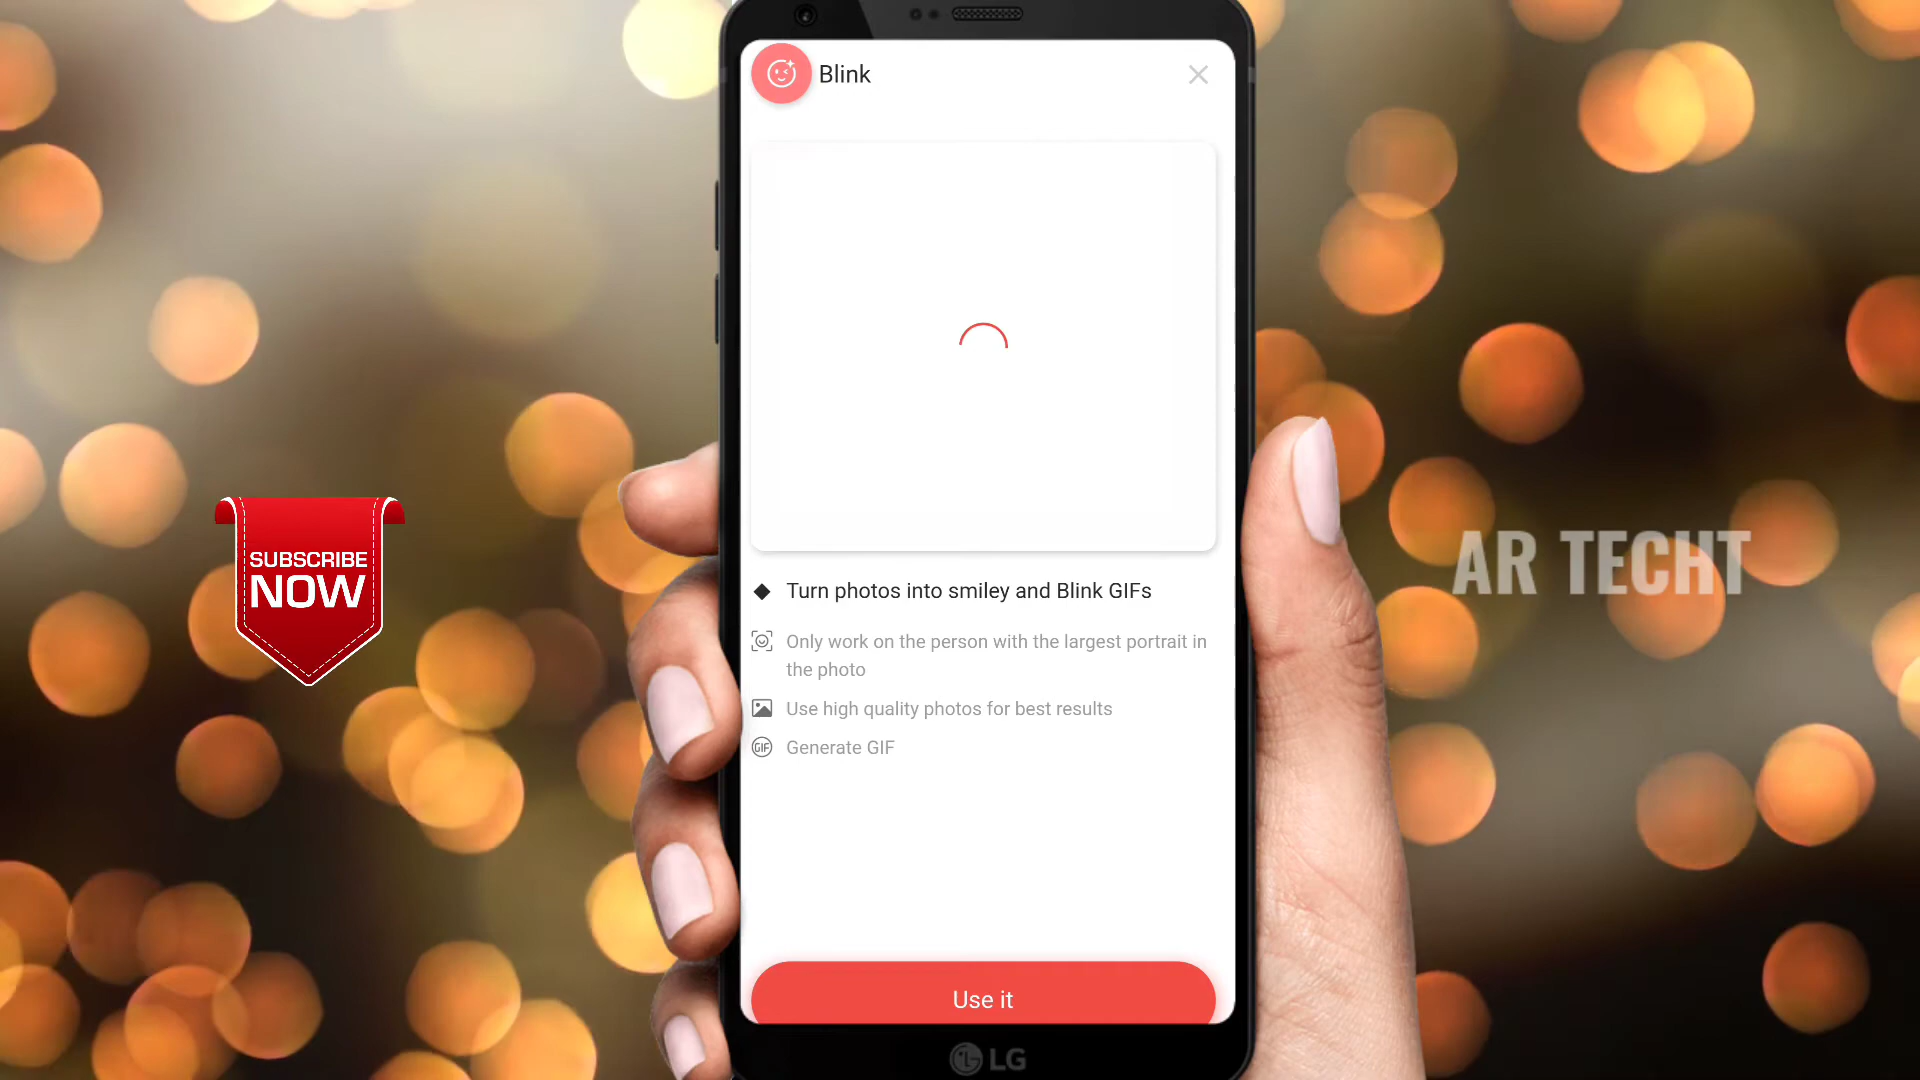 Blink
Turn photos into smiley and Blink GIFs
Only work on the person with the largest portrait in
the photo
Use high quality photos for best results
GIF Generate GIF
Use it
LG
SUBSCRIBE
NOW
AR TECHT